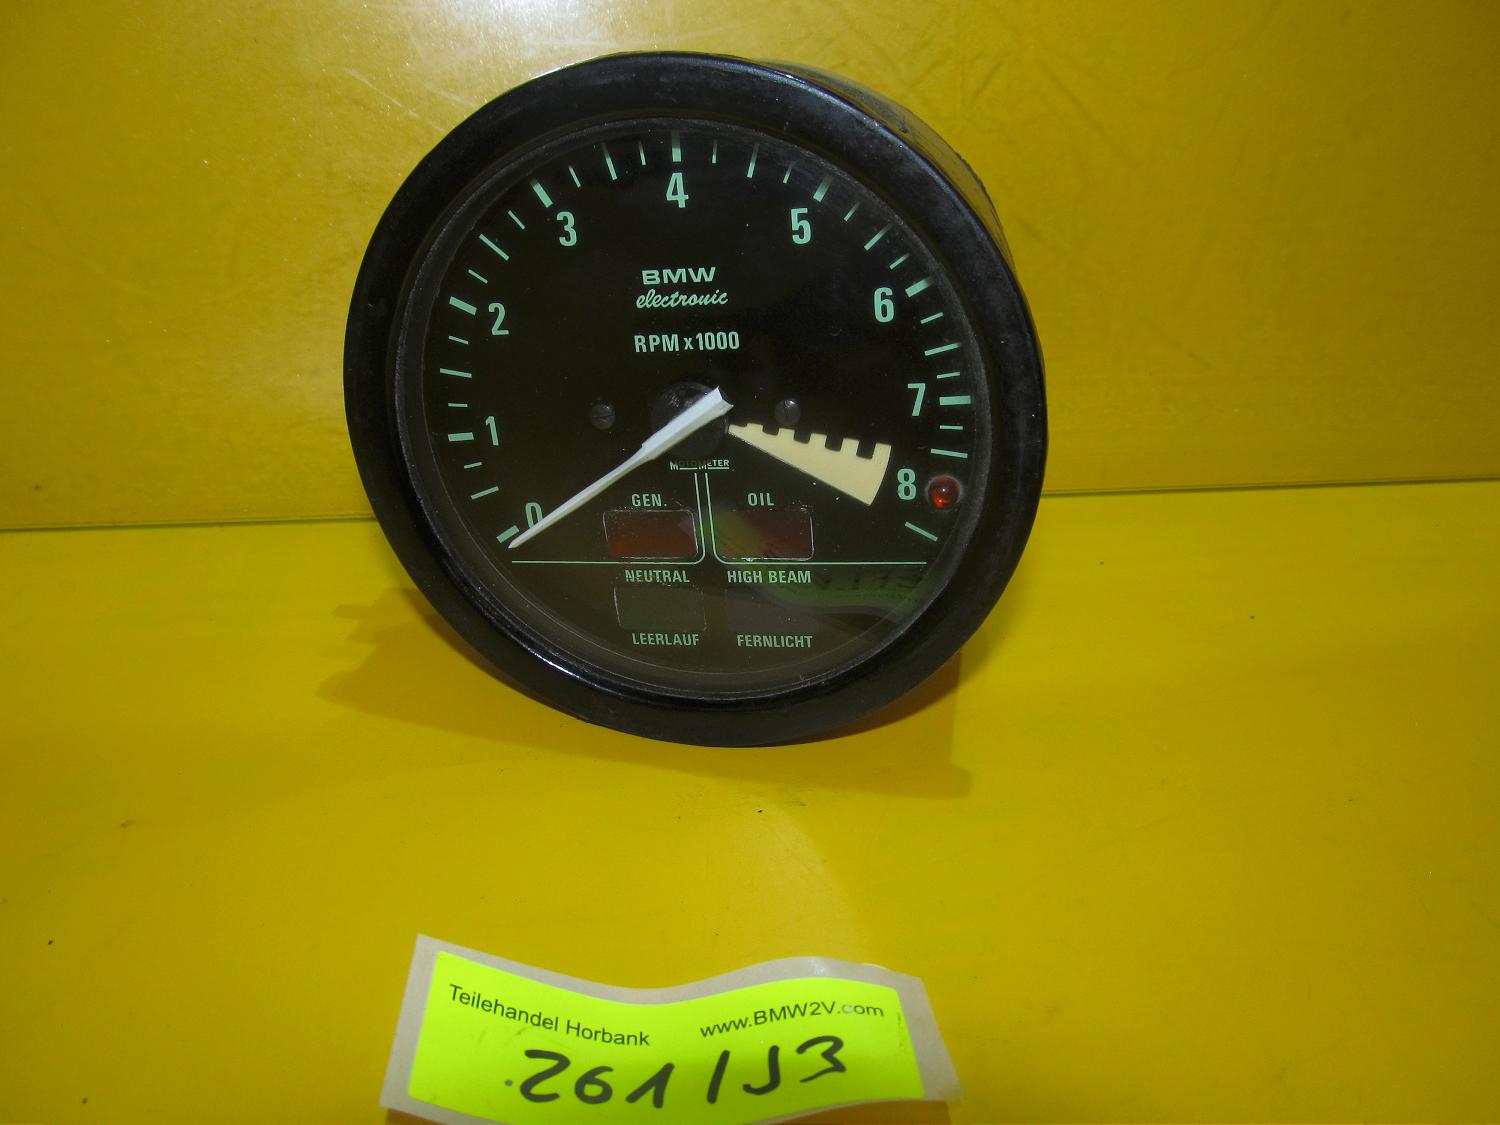 4
3
5
BMW
electronic
2
6
RPM x 1000
7
1
MOTOMETER
8
GEN.
OIL
0
NEUTRAL
HIGH BEAM
LEERLAUF
FERNLICHT
Teilehandel Horbank
www.BMW2V.com
261/J3